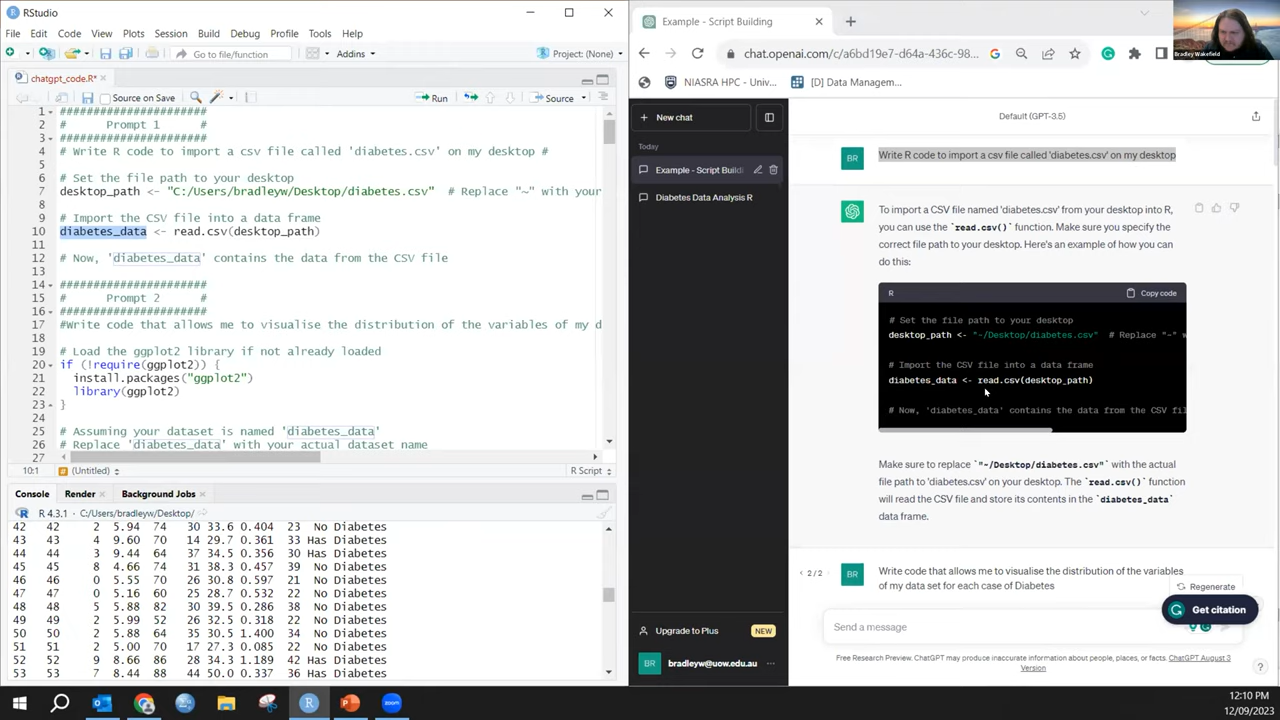 RStudio
File Edit Code View Plots Session Build Debug Profile Tools Help
Go to file/function
Addins
Project: (None)
chatgpt_code.R*
Source on Save
Run
Source
1 #######################
2 # Prompt 1 #
3 #######################
4 # Write R code to import a csv file called 'diabetes.csv' on my desktop #
5
6 # Set the file path to your desktop
7 desktop_path <- "C:/Users/bradleyw/Desktop/diabetes.csv" # Replace "~" with your
8
9 # Import the CSV file into a data frame
10 diabetes_data <- read.csv(desktop_path)
11
12 # Now, 'diabetes_data' contains the data from the CSV file
13
14 #######################
15 # Prompt 2 #
16 #######################
17 #Write code that allows me to visualise the distribution of the variables of my d
18
19 # Load the ggplot2 library if not already loaded
20 if (!require(ggplot2)) {
21 install.packages("ggplot2")
22 library(ggplot2)
23 }
24
25 # Assuming your dataset is named 'diabetes_data'
26 # Replace 'diabetes_data' with your actual dataset name
27
10:1 (Untitled) R Script
Console Render Background Jobs
R 4.3.1 · C:/Users/bradleyw/Desktop/
42 42 2 5.94 74 30 33.6 0.404 23 No Diabetes
43 43 4 9.60 70 14 29.7 0.361 33 Has Diabetes
44 44 3 9.44 64 37 34.5 0.356 30 Has Diabetes
45 45 8 4.66 74 31 38.3 0.457 39 No Diabetes
46 46 0 5.55 70 26 30.8 0.597 21 No Diabetes
47 47 0 5.16 60 25 28.7 0.532 22 No Diabetes
48 48 5 5.88 82 30 39.5 0.286 38 No Diabetes
49 49 2 5.99 52 26 32.5 0.318 22 No Diabetes
50 50 2 5.88 64 35 30.5 1.400 34 No Diabetes
51 51 2 5.00 70 17 27.3 0.085 22 No Diabetes
52 52 9 8.66 86 28 34.3 1.189 42 Has Diabetes
53 53 7 8.44 88 44 50.0 0.337 36 Has Diabetes
Example - Script Building
chat.openai.com/c/a6bd19e7-d64a-436c-98...
NIASRA HPC - Univ...
[D] Data Managem...
Bradley Wakefield
New chat
Today
Example - Script Buildi
Diabetes Data Analysis R
Upgrade to Plus NEW
BR bradleyw@uow.edu.au ...
Default (GPT-3.5)
BR Write R code to import a csv file called 'diabetes.csv' on my desktop
To import a CSV file named 'diabetes.csv' from your desktop into R,
you can use the `read.csv()` function. Make sure you specify the
correct file path to your desktop. Here's an example of how you can
do this:
R Copy code
# Set the file path to your desktop
desktop_path <- "~/Desktop/diabetes.csv" # Replace "~" w
# Import the CSV file into a data frame
diabetes_data <- read.csv(desktop_path)
# Now, 'diabetes_data' contains the data from the CSV fil
Make sure to replace `"~/Desktop/diabetes.csv"` with the actual
file path to 'diabetes.csv' on your desktop. The `read.csv()` function
will read the CSV file and store its contents in the `diabetes_data`
data frame.
2 / 2
BR Write code that allows me to visualise the distribution of the variables
of my data set for each case of Diabetes
Regenerate
Get citation
Send a message
Free Research Preview. ChatGPT may produce inaccurate information about people, places, or facts. ChatGPT August 3
Version
?
zoom
12:10 PM
12/09/2023